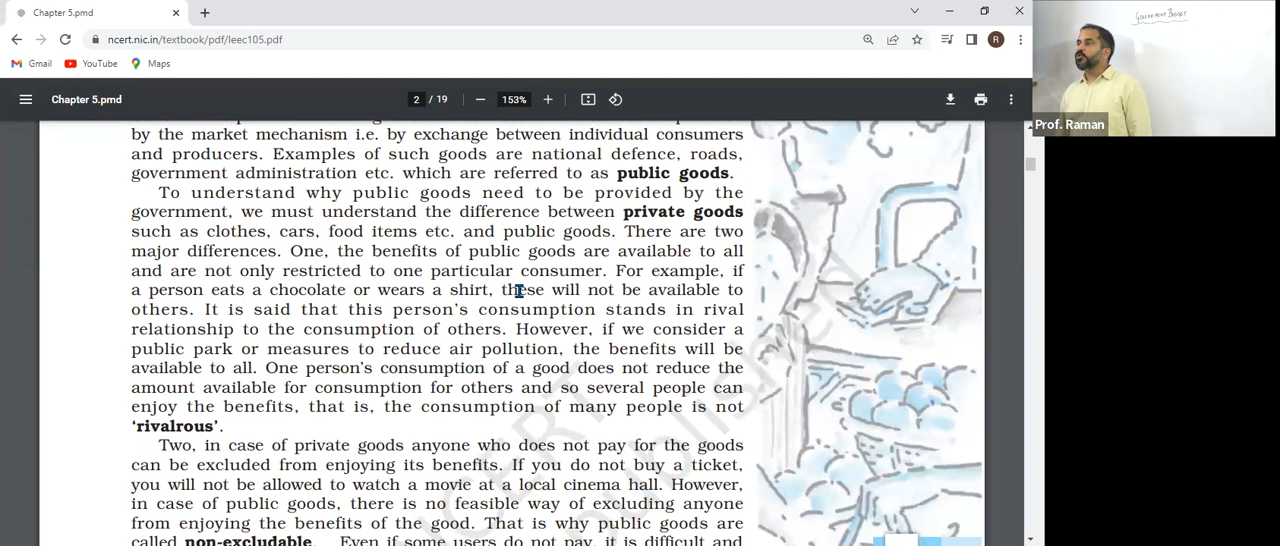 Chapter 5.pmd
ncert.nic.in/textbook/pdf/leec105.pdf
R
Gmail YouTube Maps
Chapter 5.pmd 2 / 19 153%
GOVERNMENT BUDGET
Prof. Raman
by the market mechanism i.e. by exchange between individual consumers
and producers. Examples of such goods are national defence, roads,
government administration etc. which are referred to as public goods.
To understand why public goods need to be provided by the
government, we must understand the difference between private goods
such as clothes, cars, food items etc. and public goods. There are two
major differences. One, the benefits of public goods are available to all
and are not only restricted to one particular consumer. For example, if
a person eats a chocolate or wears a shirt, these will not be available to
others. It is said that this person's consumption stands in rival
relationship to the consumption of others. However, if we consider a
public park or measures to reduce air pollution, the benefits will be
available to all. One person's consumption of a good does not reduce the
amount available for consumption for others and so several people can
enjoy the benefits, that is, the consumption of many people is not
'rivalrous'.
Two, in case of private goods anyone who does not pay for the goods
can be excluded from enjoying its benefits. If you do not buy a ticket,
you will not be allowed to watch a movie at a local cinema hall. However,
in case of public goods, there is no feasible way of excluding anyone
from enjoying the benefits of the good. That is why public goods are
called non-excludable. Even if some users do not pay, it is difficult and
NCERT
published